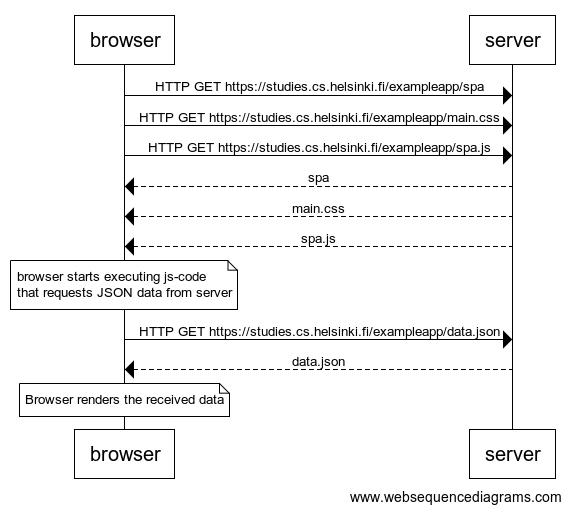 browser
server
HTTP GET https://studies.cs.helsinki.fi/exampleapp/spa
HTTP GET https://studies.cs.helsinki.fi/exampleapp/main.css
HTTP GET https://studies.cs.helsinki.fi/exampleapp/spa.js
spa
main.css
spa.js
browser starts executing js-code
that requests JSON data from server
HTTP GET https://studies.cs.helsinki.fi/exampleapp/data.json
data.json
Browser renders the received data
browser
server
www.websequencediagrams.com